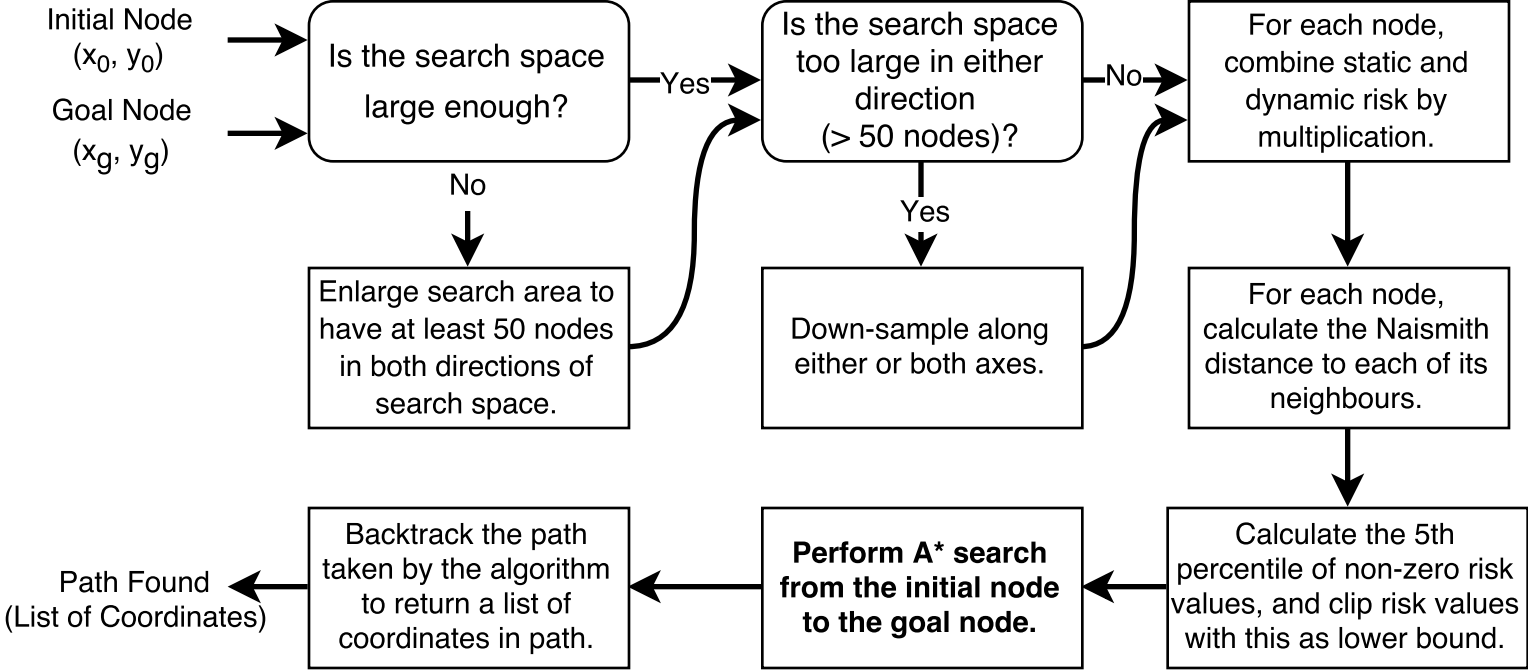 Initial Node
(x0, y0)
Goal Node
(xg, yg)
Is the search space
large enough?
Yes
No
Enlarge search area to
have at least 50 nodes
in both directions of
search space.
Is the search space
too large in either
direction
(> 50 nodes)?
No
Yes
Down-sample along
either or both axes.
For each node,
combine static and
dynamic risk by
multiplication.
For each node,
calculate the Naismith
distance to each of its
neighbours.
Calculate the 5th
percentile of non-zero risk
values, and clip risk values
with this as lower bound.
Perform A* search
from the initial node
to the goal node.
Backtrack the path
taken by the algorithm
to return a list of
coordinates in path.
Path Found
(List of Coordinates)